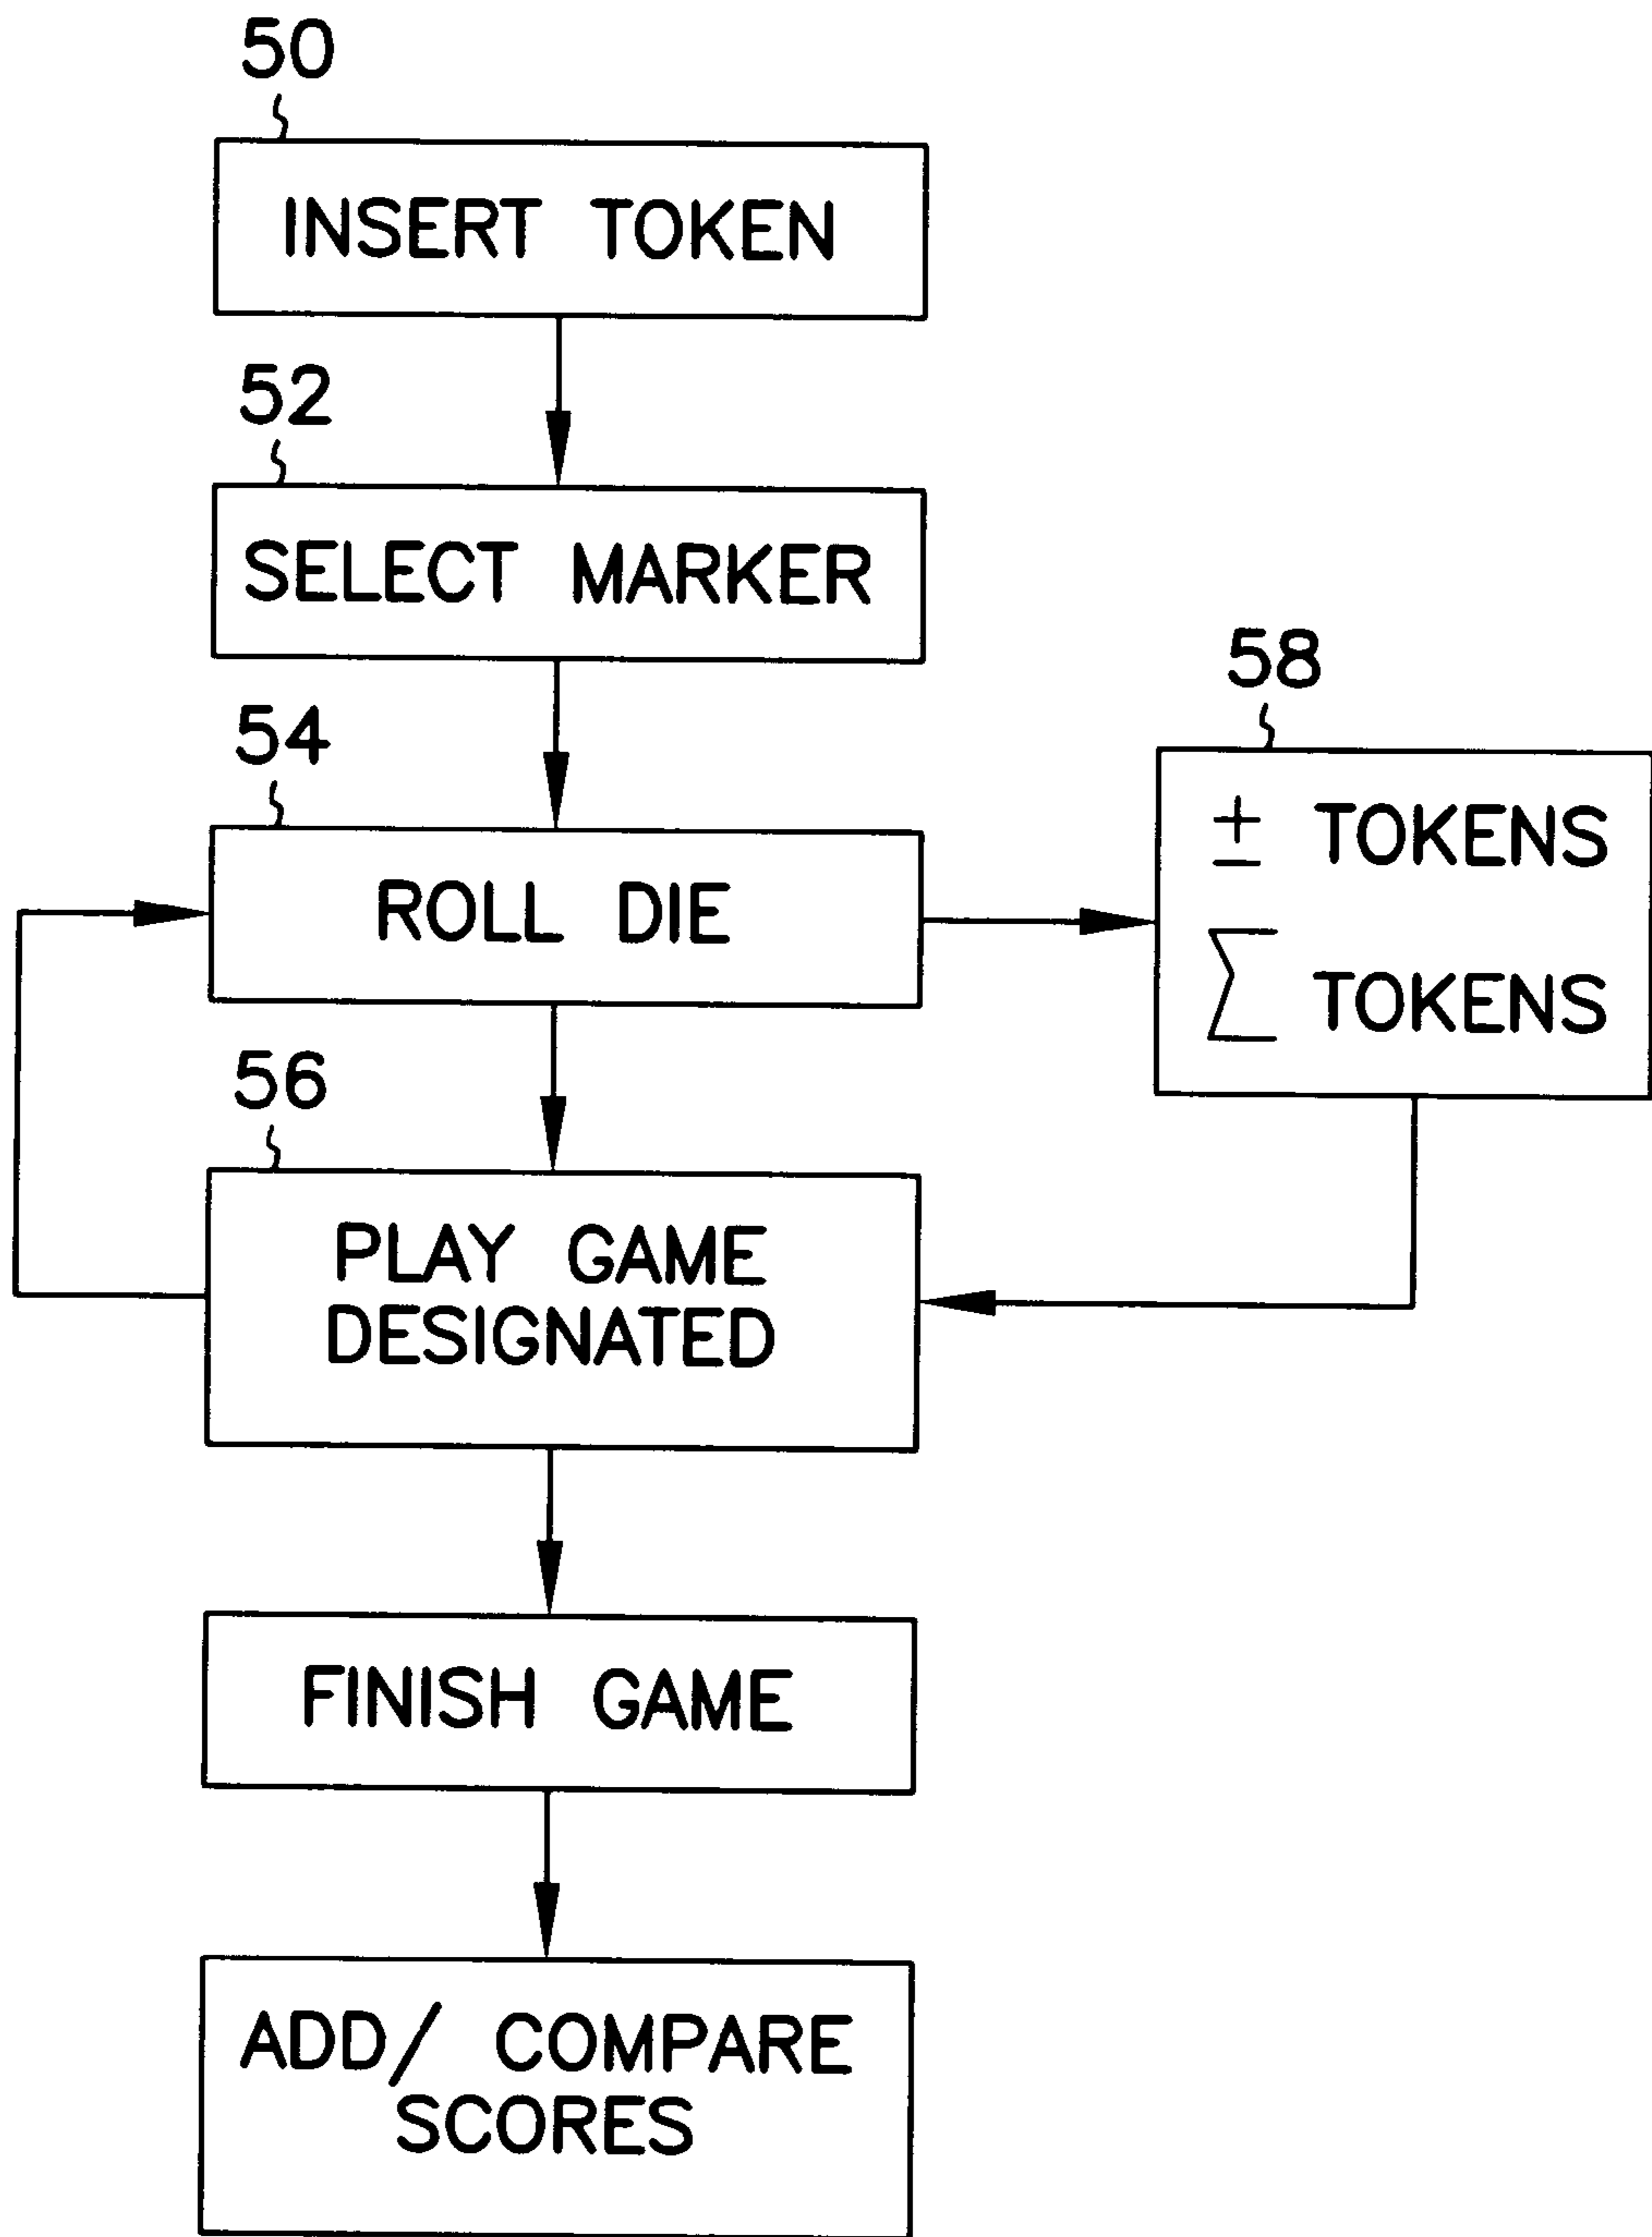 50
INSERT TOKEN
52
SELECT MARKER
54
ROLL DIE
58
± TOKENS
∑ TOKENS
56
PLAY GAME
DESIGNATED
FINISH GAME
ADD/ COMPARE
SCORES